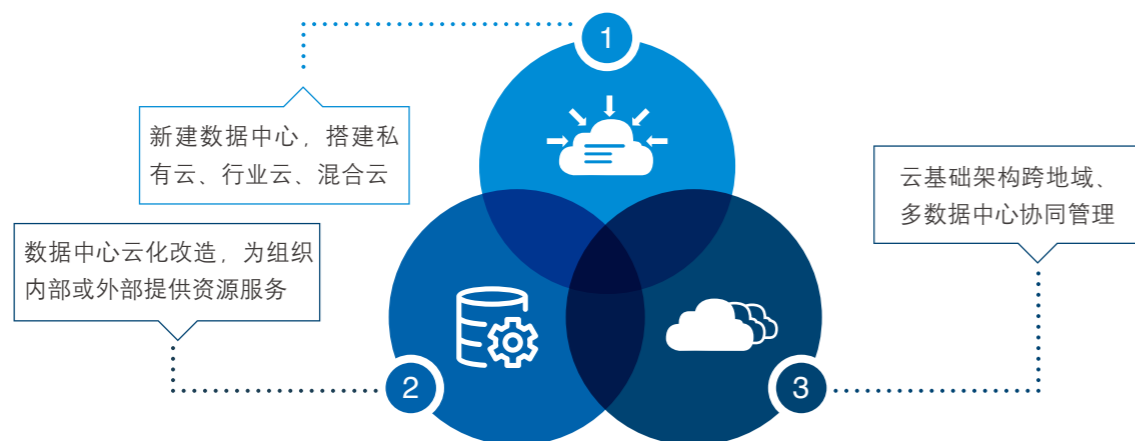 1
新建数据中心，搭建私
有云、行业云、混合云
数据中心云化改造，为组织
内部或外部提供资源服务
2
云基础架构跨地域、
多数据中心协同管理
3